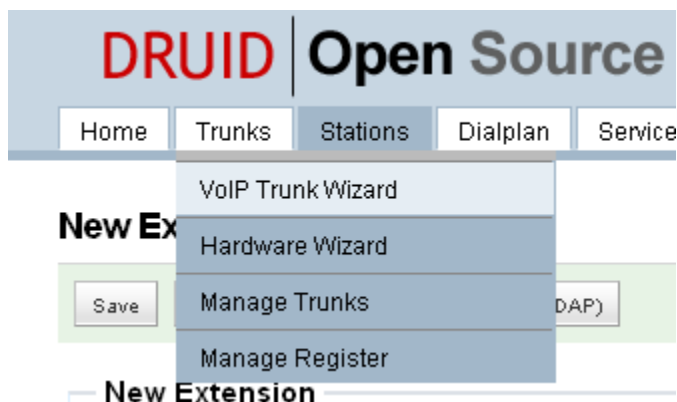 DRUID Open Source
Home Trunks Stations Dialplan Service
VoIP Trunk Wizard
New Ex
Hardware Wizard
Save Manage Trunks DAP)
Manage Register
New Extension